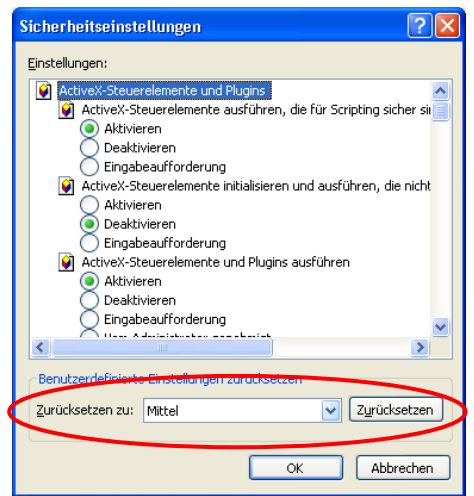 Sicherheitseinstellungen
Einstellungen:
ActiveX-Steuerelemente und Plugins
ActiveX-Steuerelemente ausführen, die für Scripting sicher
Aktivieren
Deaktivieren
Eingabeaufforderung
ActiveX-Steuerelemente initialisieren und ausführen, die nicht
Aktivieren
Deaktivieren
Eingabeaufforderung
ActiveX-Steuerelemente und Plugins ausführen
Aktivieren
Deaktivieren
Eingabeaufforderung
Benutzerdefinierte Einstellungen zurücksetzen
Zurücksetzen zu: Mittel Zurücksetzen
OK Abbrechen